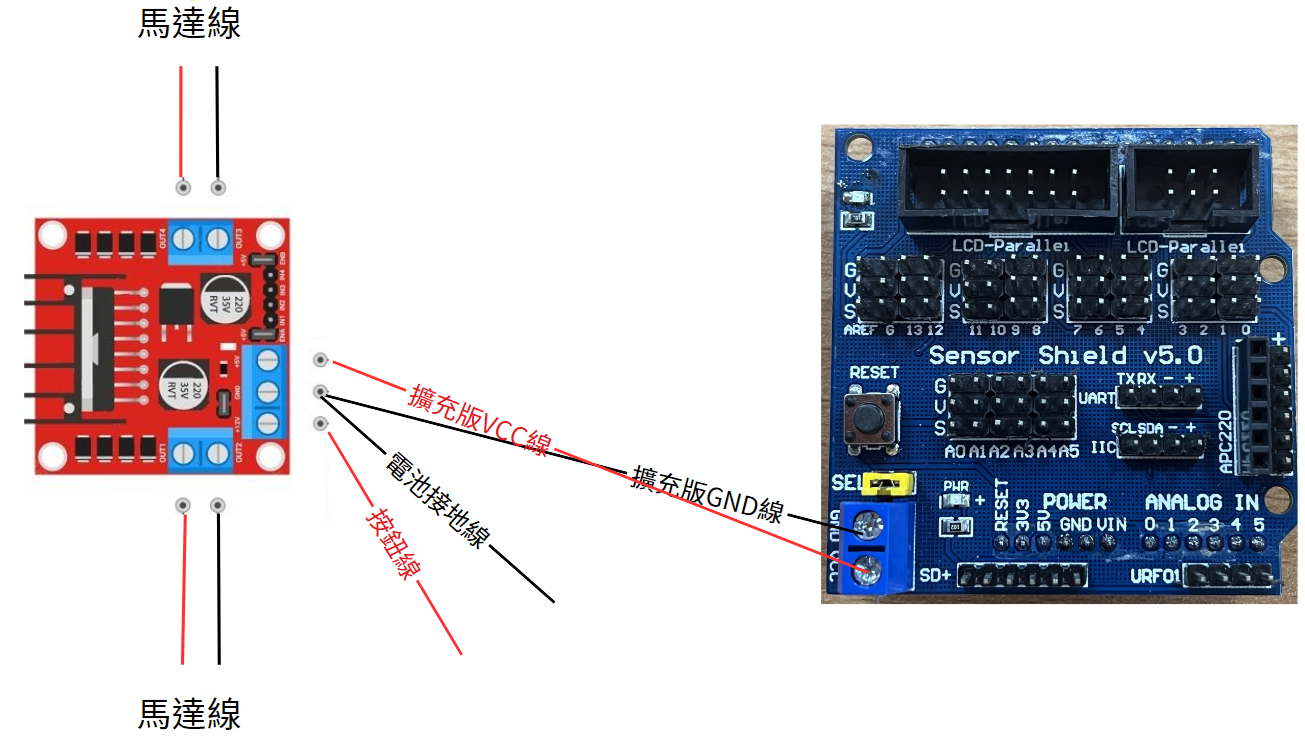 馬達線
OUT4
OUT3
+5V
ENB
IN4
IN3
IN2
IN1
+5V
ENA
220
35V
RVT
220
35V
RVT
+5V
GND
+12V
OUT1
OUT2
擴充版VCC線
擴充版GND線
電池接地線
按鈕線
馬達線
LCD-Parallel
LCD-Parallel
G
V
S
G
V
S
G
V
S
G
V
S
AREF G 13 12
11 10 9 8
7 6 5 4
3 2 1 0
Sensor Shield v5.0
+
RESET
G
V
S
A0 A1 A2 A3 A4 A5
UART
TX RX - +
IIC
SCL SDA - +
APC220
SEL
PWR
+
RESET
3V3
5V
POWER
GND VIN
ANALOG IN
0 1 2 3 4 5
GND
VCC
SD+
URF01